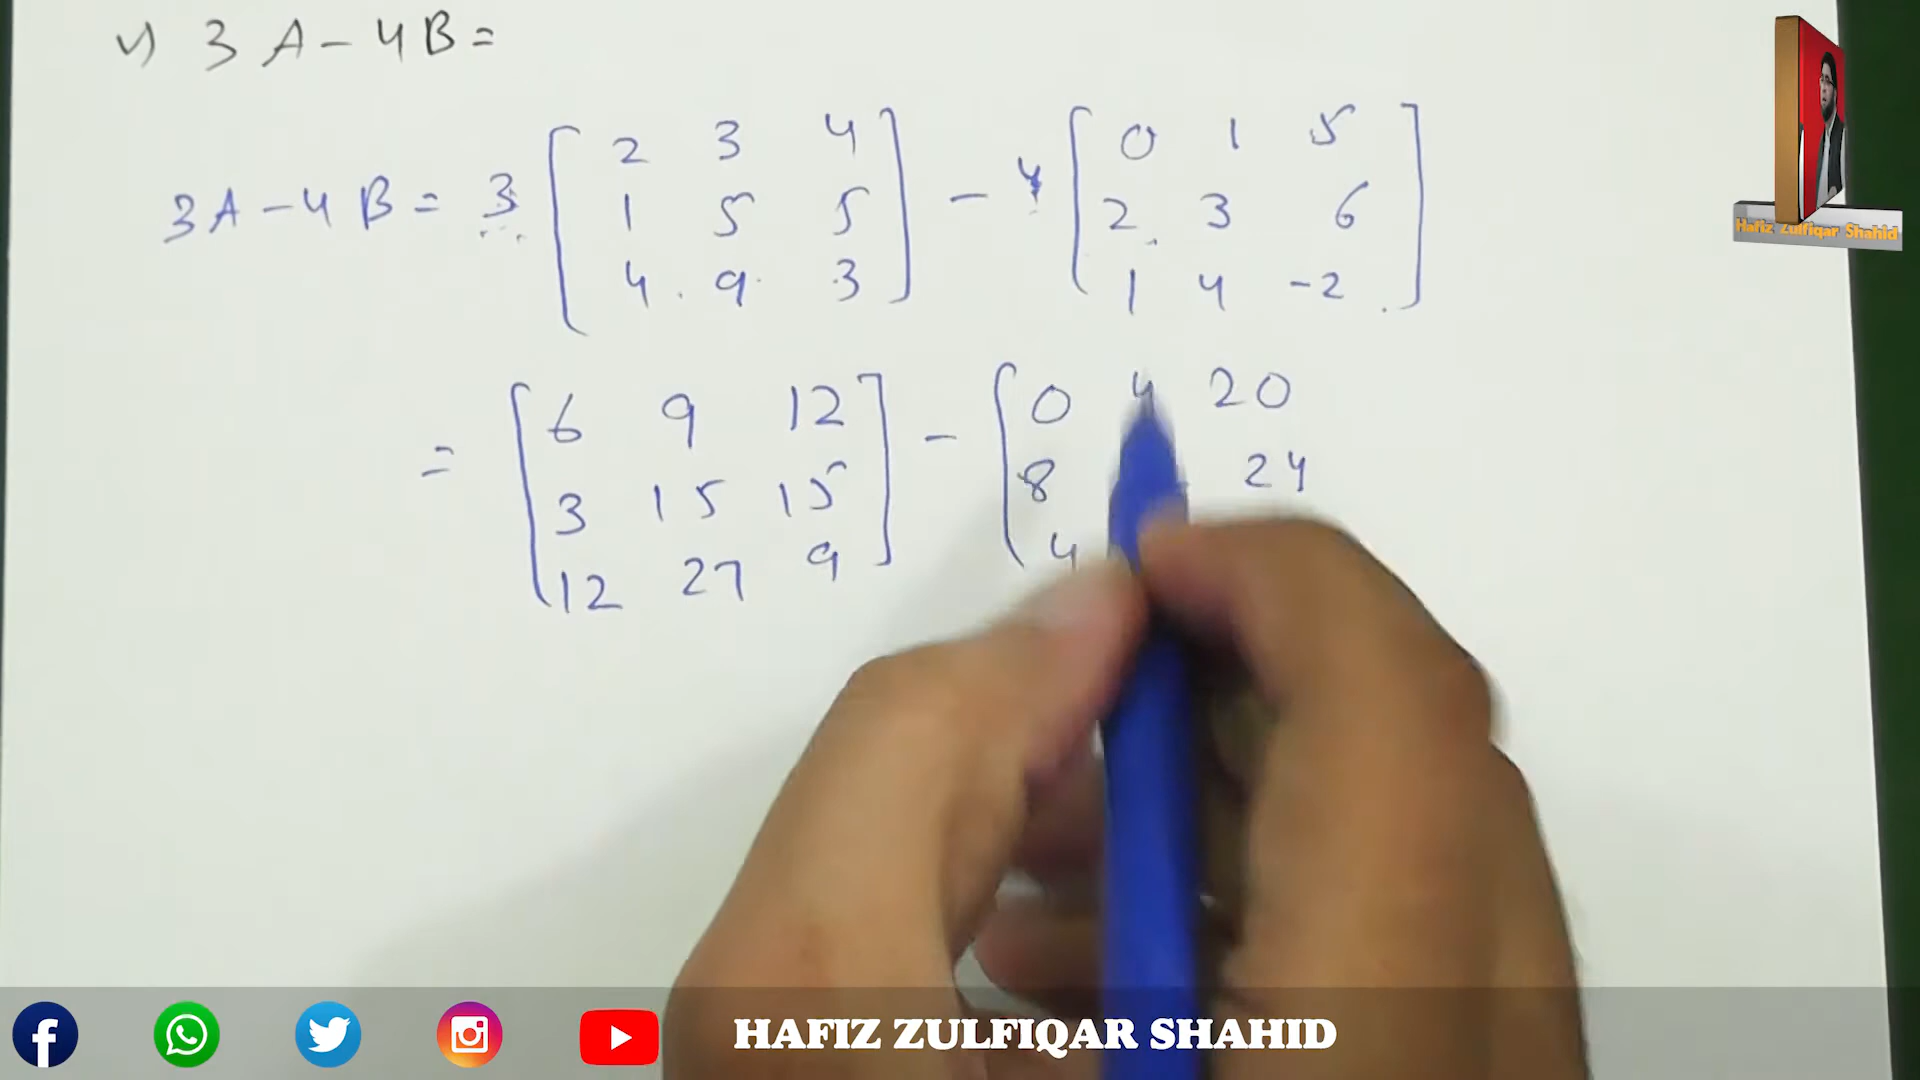 v) 3A-4B=
2 3 4 0 1 5
3A-4B= 3 1 5 5 - 4 2 3 6
4 9 3 1 4 -2
6 9 12 0 4 20
= 3 15 15 - 8 24
12 27 9 4
Hafiz Zulfiqar Shahid
HAFIZ ZULFIQAR SHAHID